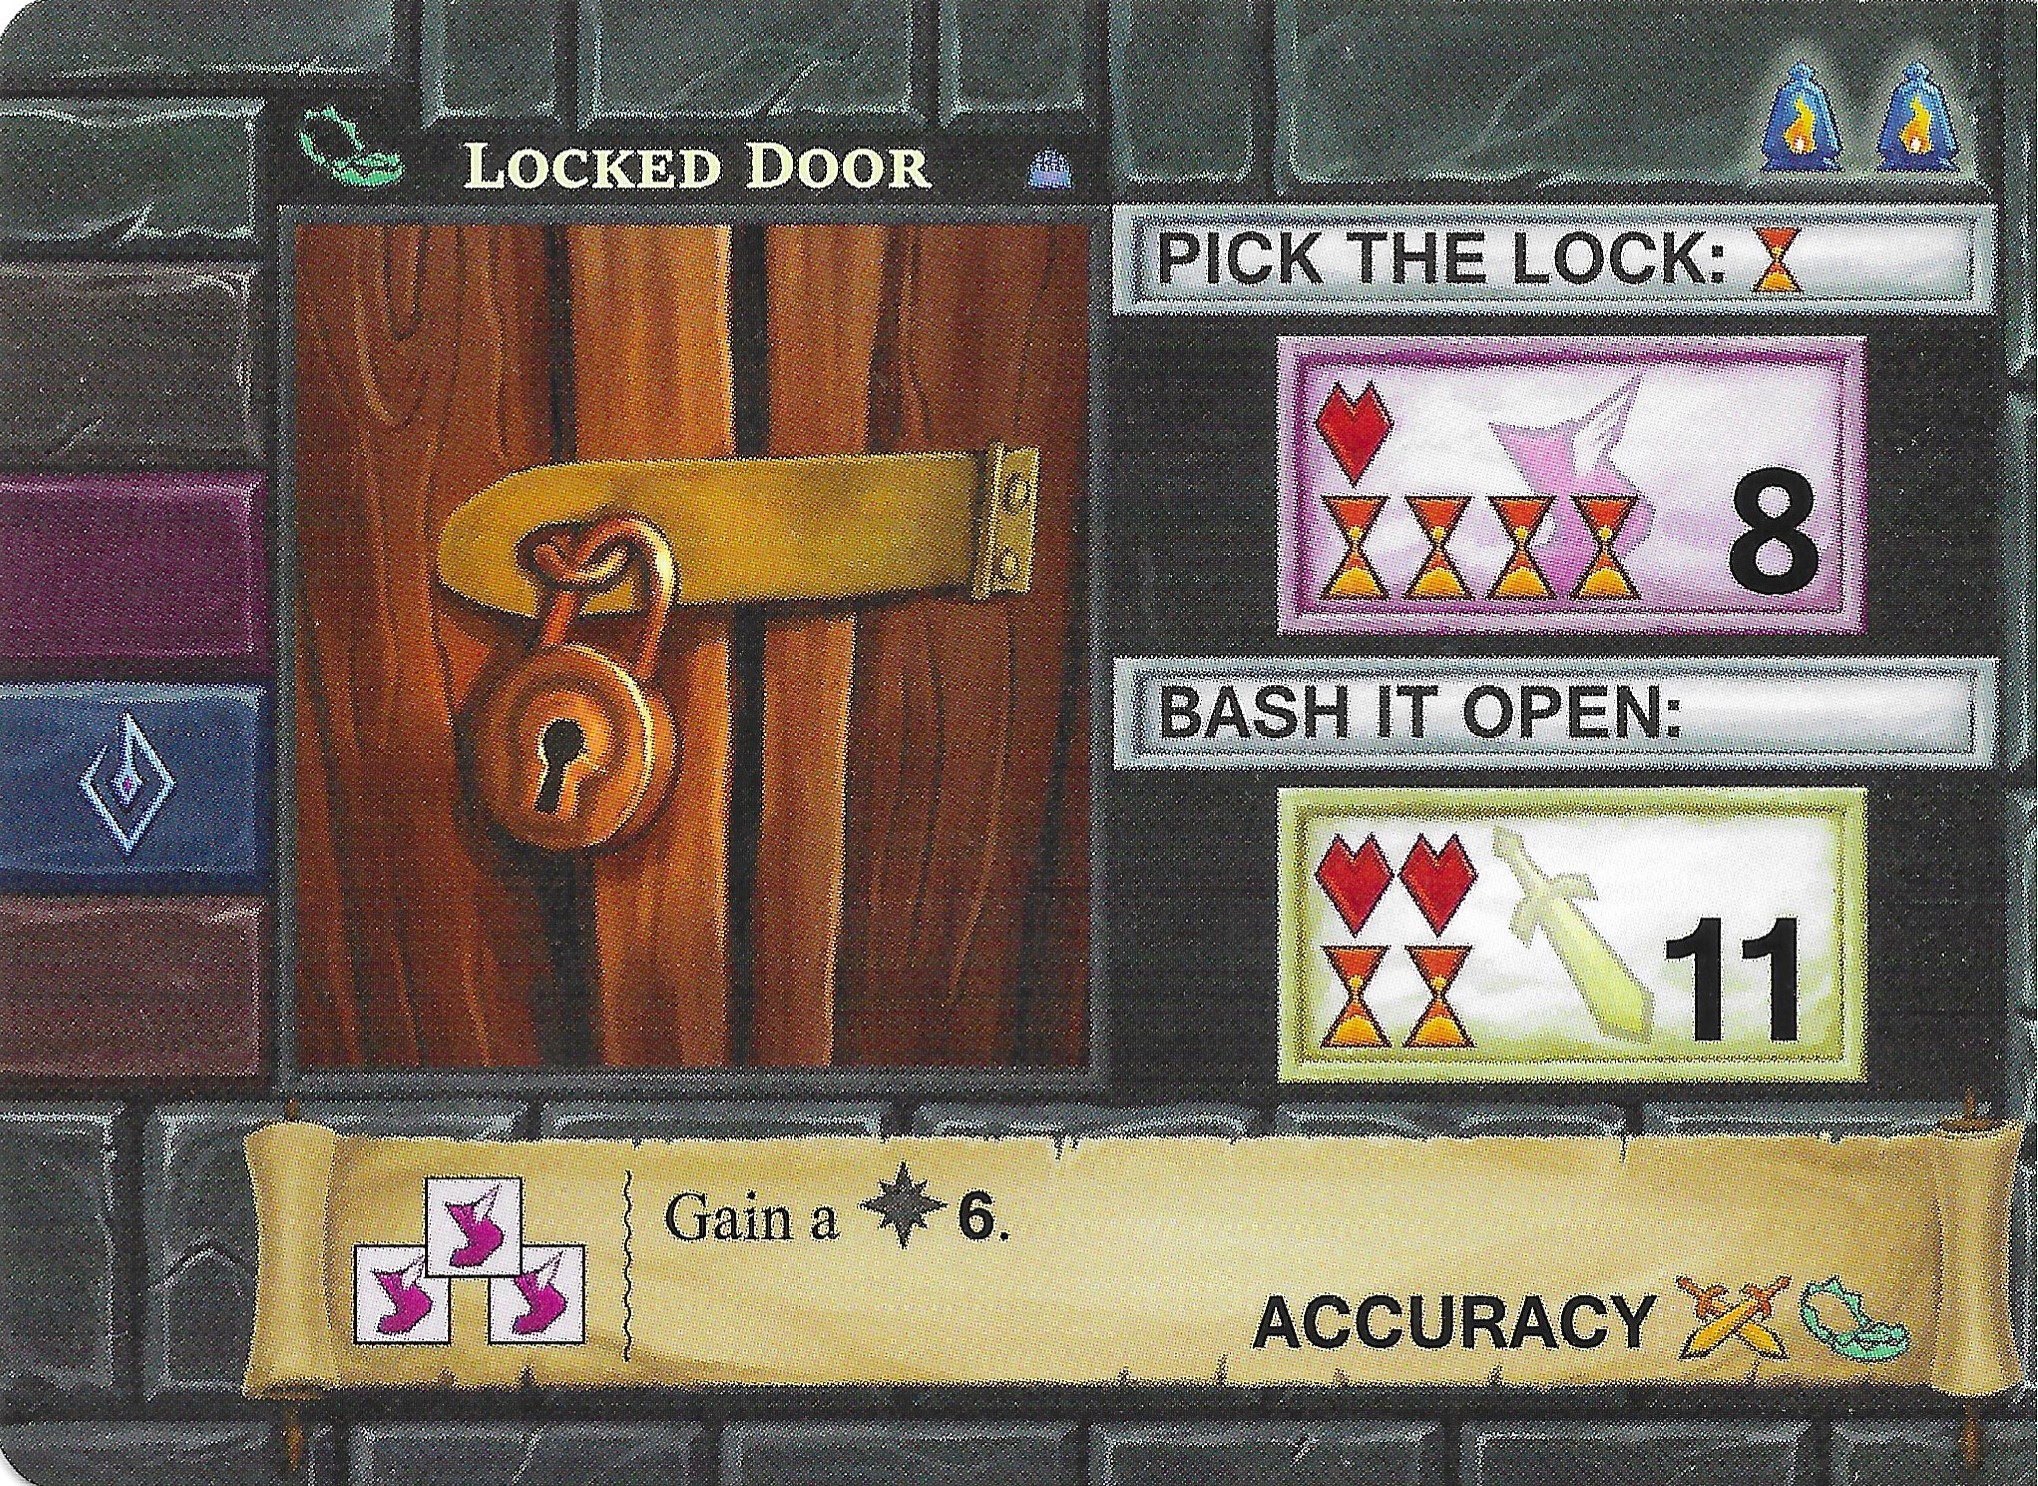 LOCKED DOOR
PICK THE LOCK:
8
BASH IT OPEN:
11
Gain a 6.
ACCURACY